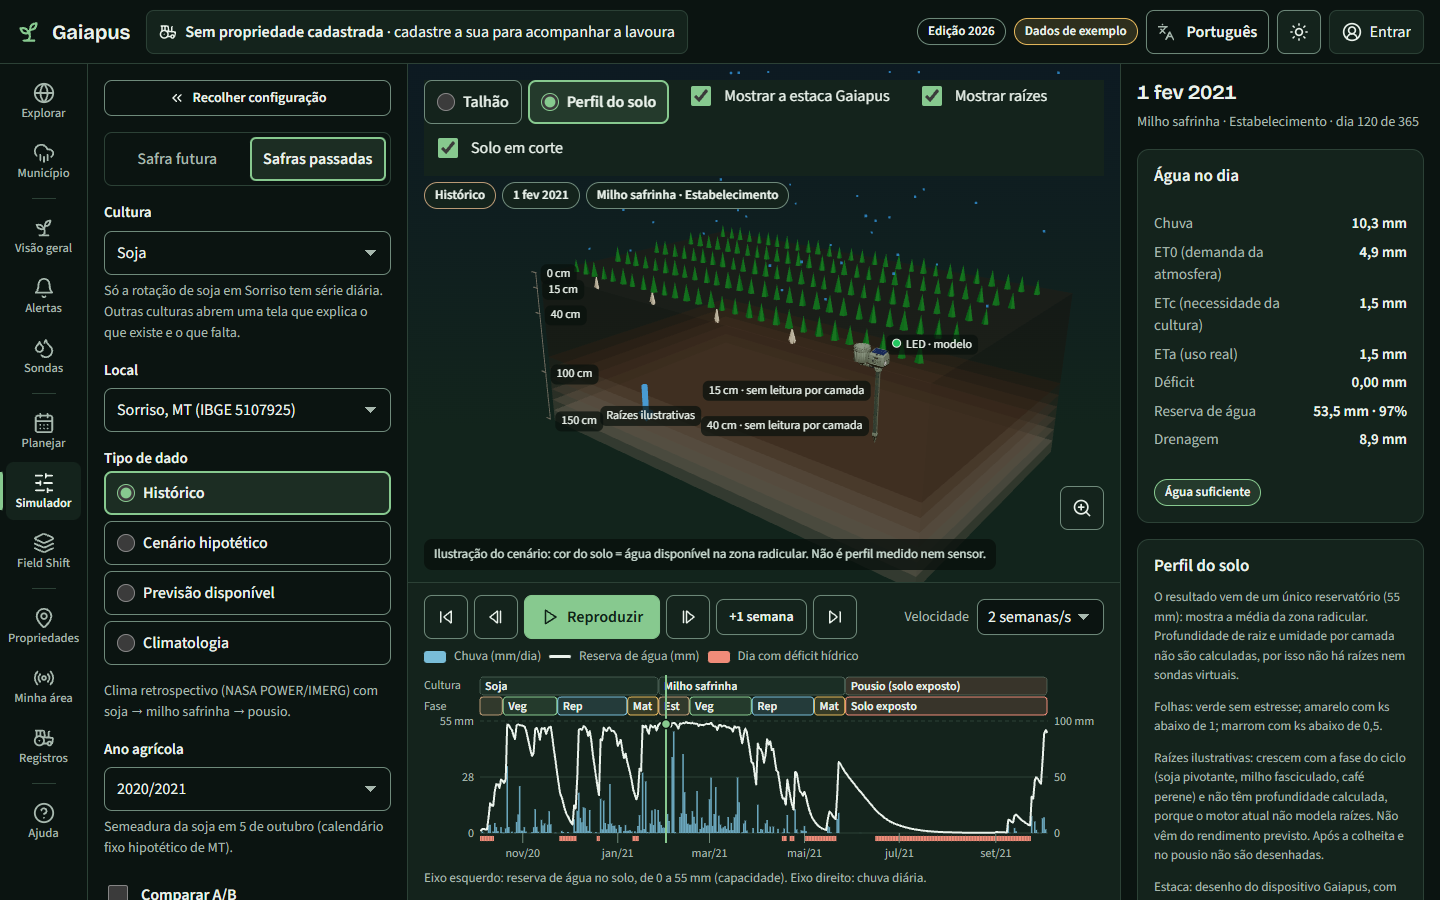 Gaiapus
Sem propriedade cadastrada · cadastre a sua para acompanhar a lavoura
Edição 2026
Dados de exemplo
Português
Entrar
Explorar
Município
Visão geral
Alertas
Sondas
Planejar
Simulador
Field Shift
Propriedades
Minha área
Registros
Ajuda
Recolher configuração
Safra futura
Safras passadas
Cultura
Soja
Só a rotação de soja em Sorriso tem série diária.
Outras culturas abrem uma tela que explica o
que existe e o que falta.
Local
Sorriso, MT (IBGE 5107925)
Tipo de dado
Histórico
Cenário hipotético
Previsão disponível
Climatologia
Clima retrospectivo (NASA POWER/IMERG) com
soja → milho safrinha → pousio.
Ano agrícola
2020/2021
Semeadura da soja em 5 de outubro (calendário
fixo hipotético de MT).
Comparar A/B
Talhão
Perfil do solo
Mostrar a estaca Gaiapus
Mostrar raízes
Solo em corte
Histórico
1 fev 2021
Milho safrinha · Estabelecimento
0 cm
15 cm
40 cm
100 cm
150 cm
LED · modelo
15 cm · sem leitura por camada
Raízes ilustrativas
40 cm · sem leitura por camada
Ilustração do cenário: cor do solo = água disponível na zona radicular. Não é perfil medido nem sensor.
Reproduzir
+1 semana
Velocidade
2 semanas/s
Chuva (mm/dia)
Reserva de água (mm)
Dia com déficit hídrico
Cultura
Soja
Milho safrinha
Pousio (solo exposto)
Fase
Veg
Rep
Mat
Est
Veg
Rep
Mat
Solo exposto
55 mm
100 mm
28
50
0
0
nov/20
jan/21
mar/21
mai/21
jul/21
set/21
Eixo esquerdo: reserva de água no solo, de 0 a 55 mm (capacidade). Eixo direito: chuva diária.
1 fev 2021
Milho safrinha · Estabelecimento · dia 120 de 365
Água no dia
Chuva 10,3 mm
ET0 (demanda da 4,9 mm
atmosfera)
ETc (necessidade da 1,5 mm
cultura)
ETa (uso real) 1,5 mm
Déficit 0,00 mm
Reserva de água 53,5 mm · 97%
Drenagem 8,9 mm
Água suficiente
Perfil do solo
O resultado vem de um único reservatório (55
mm): mostra a média da zona radicular.
Profundidade de raiz e umidade por camada
não são calculadas, por isso não há raízes nem
sondas virtuais.
Folhas: verde sem estresse; amarelo com ks
abaixo de 1; marrom com ks abaixo de 0,5.
Raízes ilustrativas: crescem com a fase do ciclo
(soja pivotante, milho fasciculado, café
perene) e não têm profundidade calculada,
porque o motor atual não modela raízes. Não
vêm do rendimento previsto. Após a colheita e
no pousio não são desenhadas.
Estaca: desenho do dispositivo Gaiapus, com